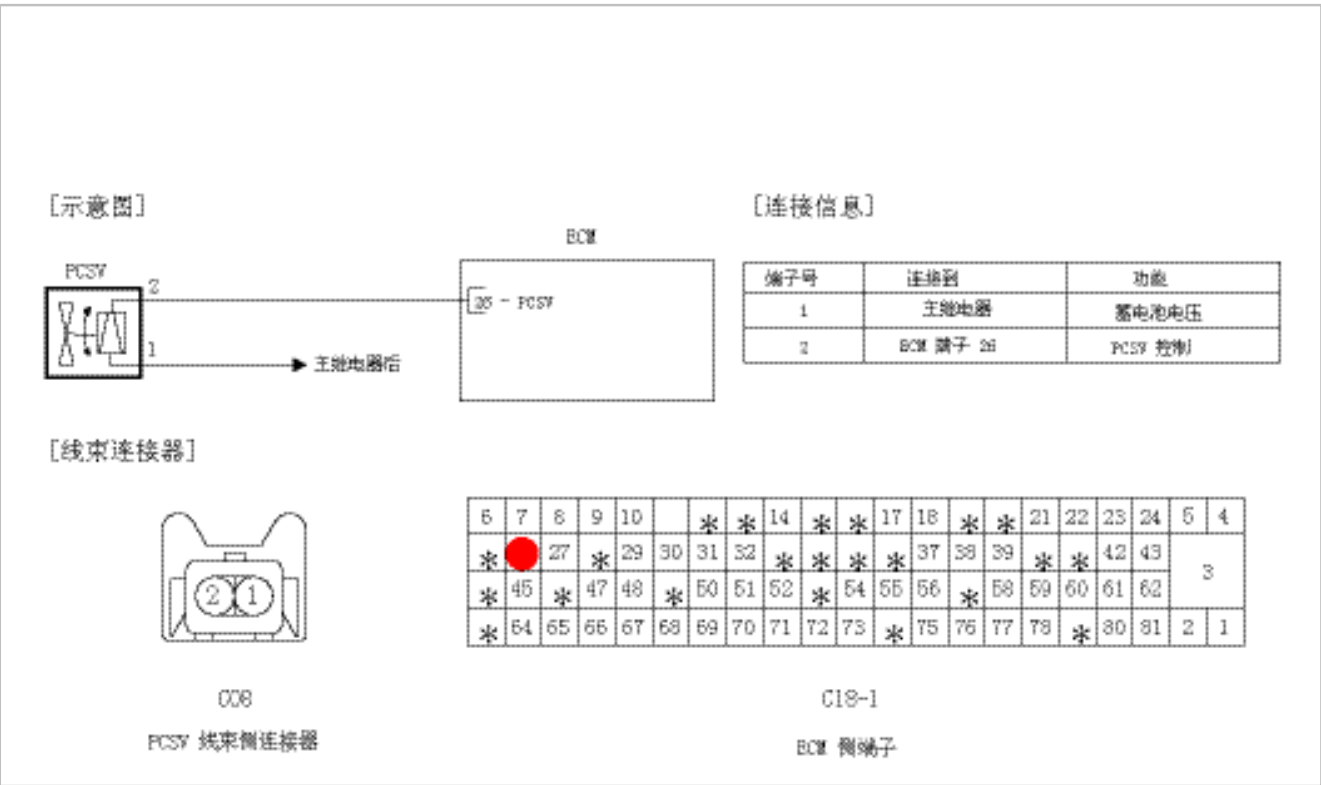 [示意图]
[连接信息]
ECM
PCSV
2
26 - PCSV
1
主继电器后
端子号 连接到 功能
1 主继电器 蓄电池电压
2 ECM 端子 26 PCSV 控制
[线束连接器]
6 7 8 9 10 * * 14 * * 17 18 * * 21 22 23 24 5 4
* 27 * 29 30 31 32 * * * * 37 38 39 * * 42 43 3
* 45 * 47 48 * 50 51 52 * 54 55 56 * 58 59 60 61 62
* 64 65 66 67 68 69 70 71 72 73 * 75 76 77 78 * 80 81 2 1
2 1
C08
C18-1
PCSV 线束侧连接器
ECM 侧端子